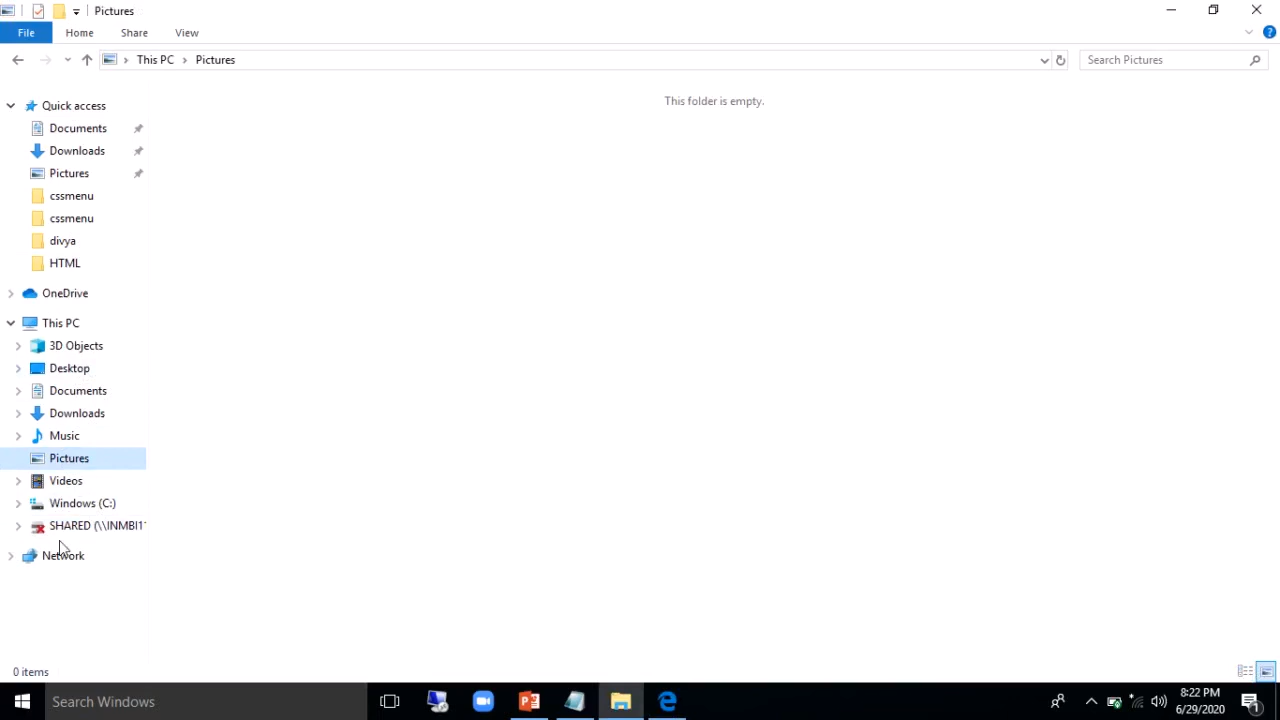 Pictures
File Home Share View
This PC Pictures
Search Pictures
This folder is empty.
Quick access
Documents
Downloads
Pictures
cssmenu
cssmenu
divya
HTML
OneDrive
This PC
3D Objects
Desktop
Documents
Downloads
Music
Pictures
Videos
Windows (C:)
SHARED (\\INMBI1
Network
0 items
Search Windows
8:22 PM
6/29/2020
1